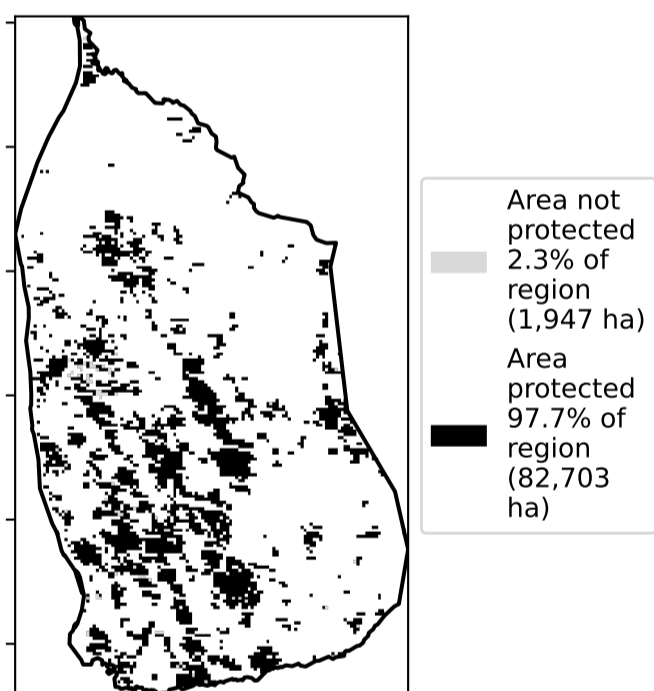 Area not
protected
2.3% of
region
(1,947 ha)
Area
protected
97.7% of
region
(82,703
ha)